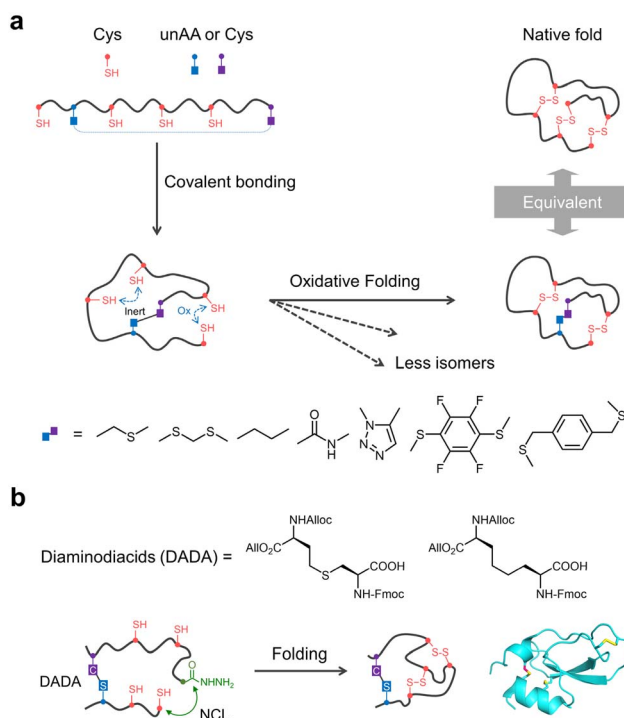 a
Cys
unAA or Cys
Native fold
SH
SH SH SH SH
S-S
S-S
S-S
Covalent bonding
Equivalent
SH
SH
SH
SH
Inert
Ox
Oxidative Folding
Less isomers
S-S
S-S
=
S
S S
O
N
H
N
N
N
F F
S
S
F F
S
S
b
Diaminodiacids (DADA) =
NHAlloc
AllO2C
S
COOH
NH-Fmoc
NHAlloc
AllO2C
COOH
NH-Fmoc
SH
SH
C
S
DADA
O
NHNH2
SH
SH
NCL
Folding
C
S
S-S
S-S